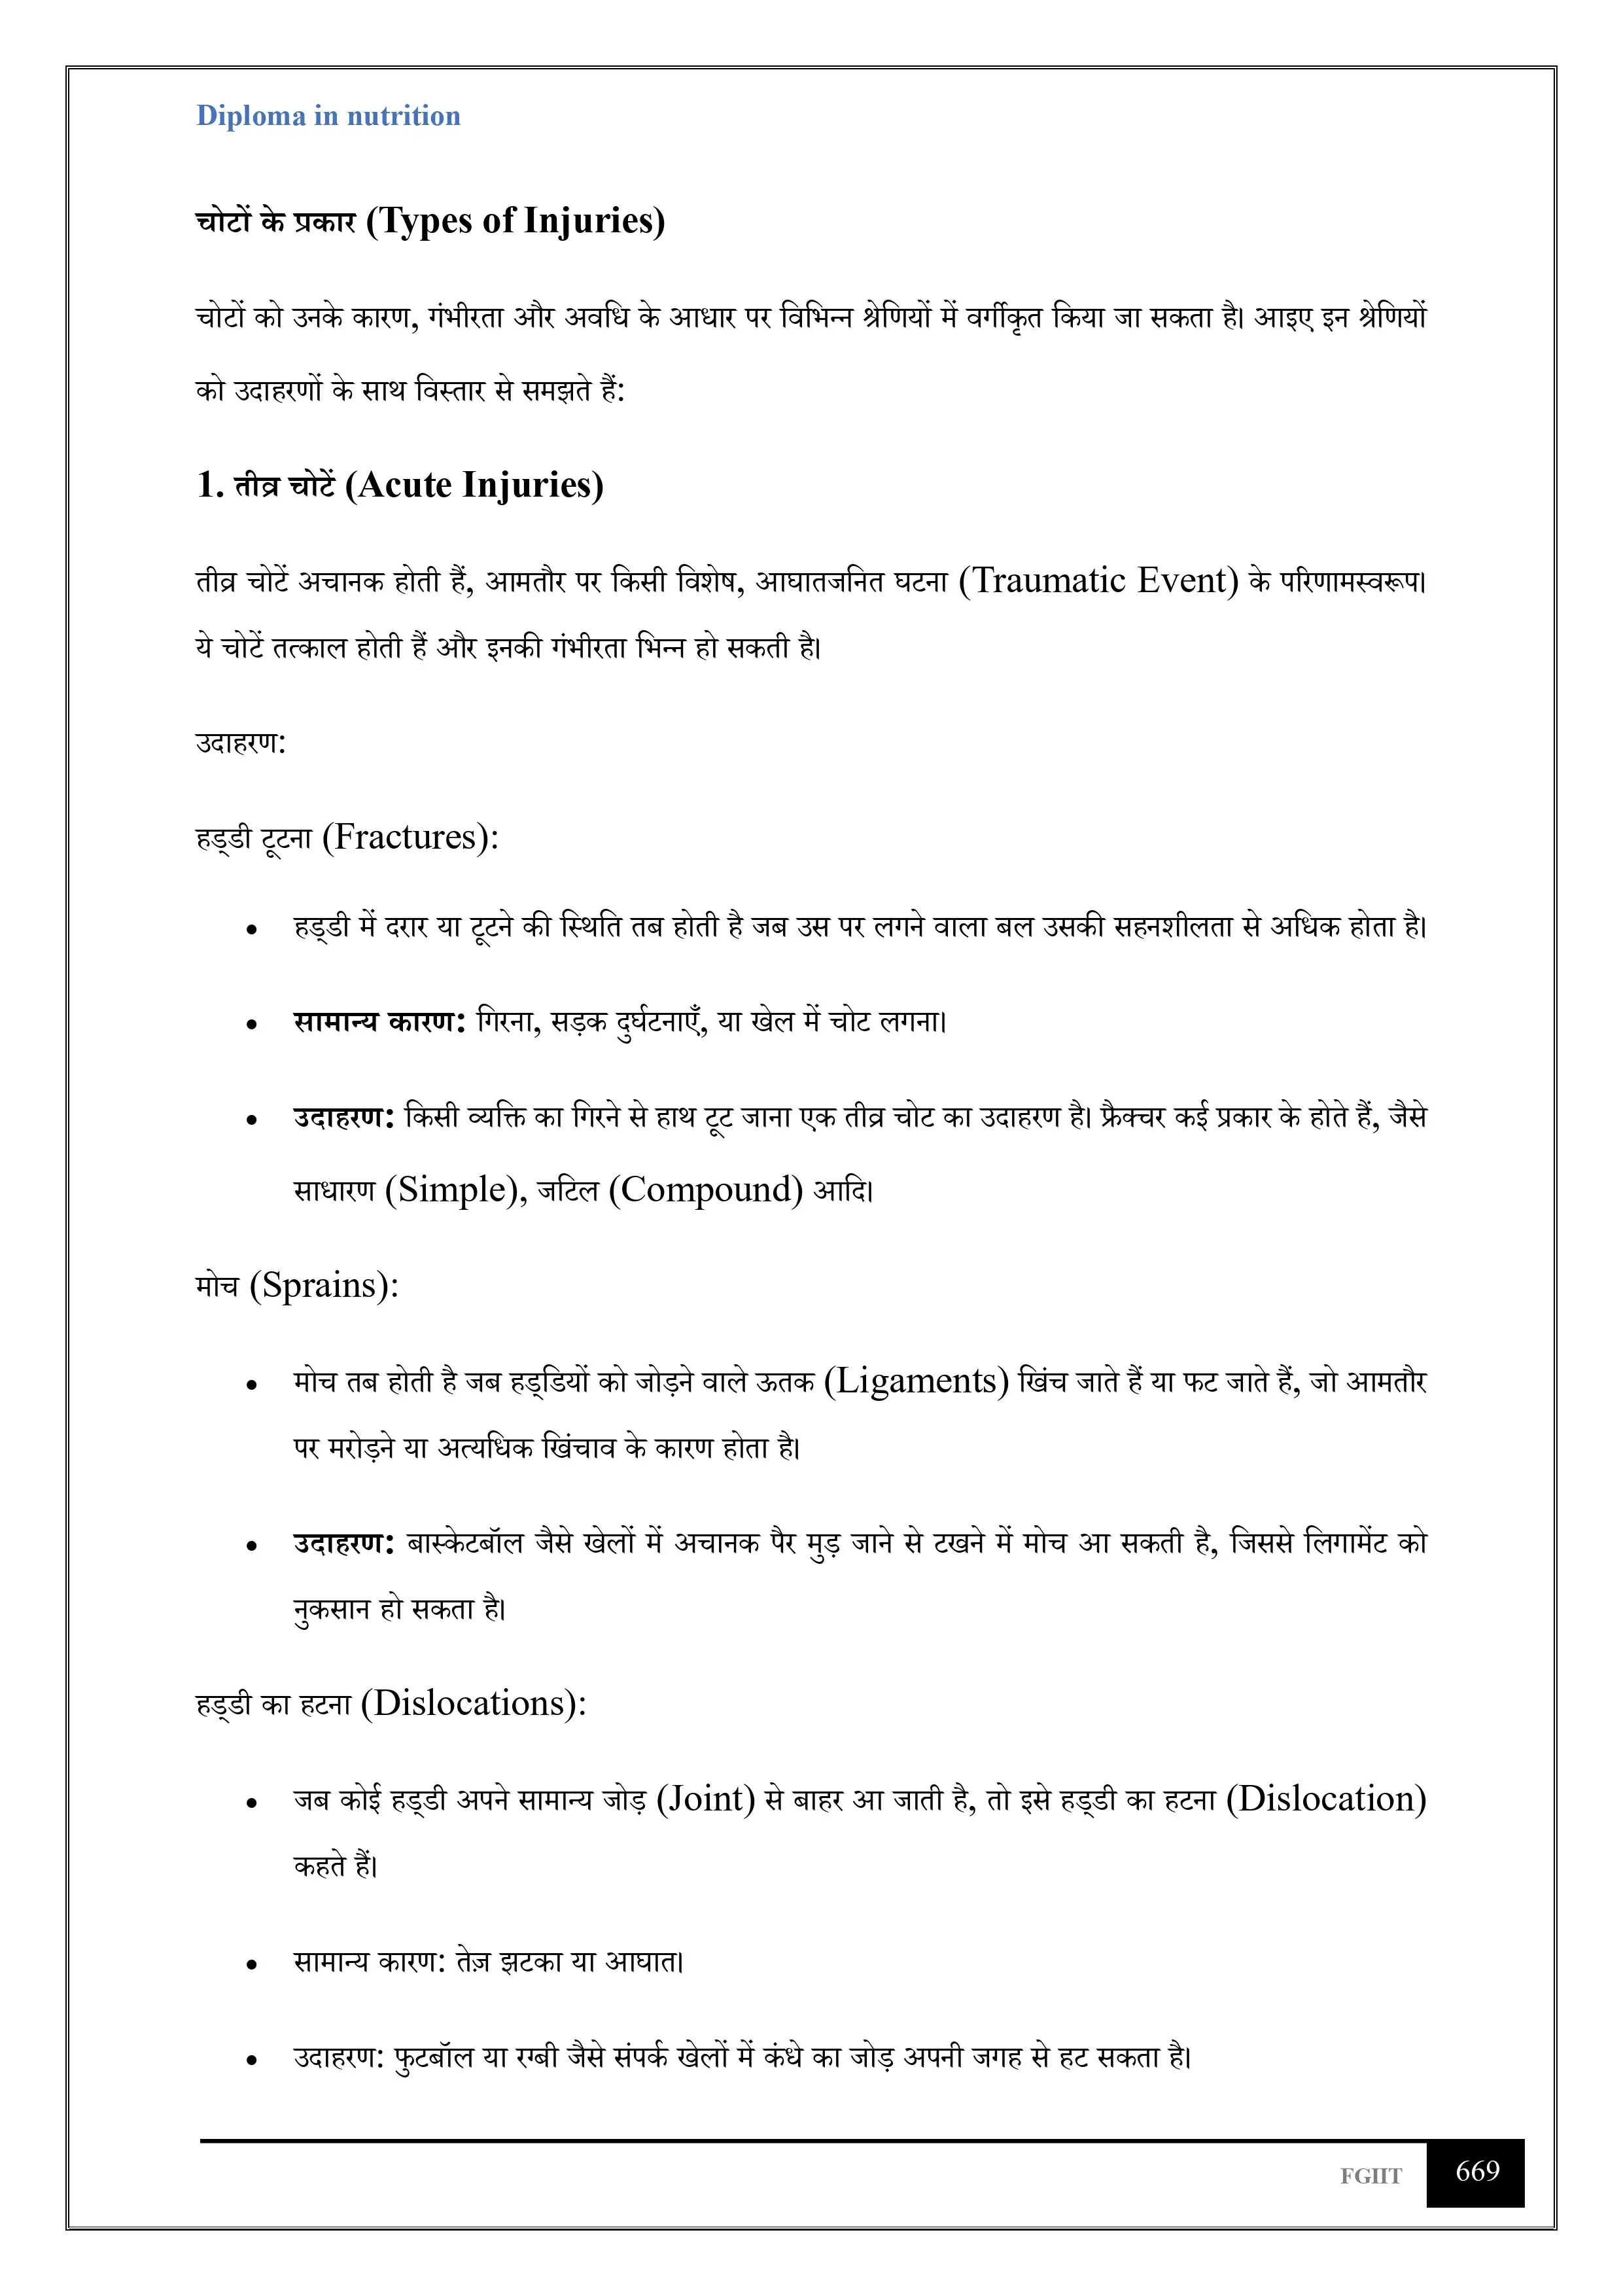 Diploma in nutrition
चोटों के प्रकार (Types of Injuries)
चोटों को उनके कारण, गंभीरता और अवधि के आधार पर विभिन्न श्रेणियों में वर्गीकृत किया जा सकता है। आइए इन श्रेणियों
को उदाहरणों के साथ विस्तार से समझते हैं:
1. तीव्र चोटें (Acute Injuries)
तीव्र चोटें अचानक होती हैं, आमतौर पर किसी विशेष, आघातजनित घटना (Traumatic Event) के परिणामस्वरूप।
ये चोटें तत्काल होती हैं और इनकी गंभीरता भिन्न हो सकती है।
उदाहरण:
हड्डी टूटना (Fractures):
• हड्डी में दरार या टूटने की स्थिति तब होती है जब उस पर लगने वाला बल उसकी सहनशीलता से अधिक होता है।
• सामान्य कारण: गिरना, सड़क दुर्घटनाएँ, या खेल में चोट लगना।
• उदाहरण: किसी व्यक्ति का गिरने से हाथ टूट जाना एक तीव्र चोट का उदाहरण है। फ्रैक्चर कई प्रकार के होते हैं, जैसे
साधारण (Simple), जटिल (Compound) आदि।
मोच (Sprains):
• मोच तब होती है जब हड्डियों को जोड़ने वाले ऊतक (Ligaments) खिंच जाते हैं या फट जाते हैं, जो आमतौर
पर मरोड़ने या अत्यधिक खिंचाव के कारण होता है।
• उदाहरण: बास्केटबॉल जैसे खेलों में अचानक पैर मुड़ जाने से टखने में मोच आ सकती है, जिससे लिगामेंट को
नुकसान हो सकता है।
हड्डी का हटना (Dislocations):
• जब कोई हड्डी अपने सामान्य जोड़ (Joint) से बाहर आ जाती है, तो इसे हड्डी का हटना (Dislocation)
कहते हैं।
• सामान्य कारण: तेज़ झटका या आघात।
• उदाहरण: फुटबॉल या रग्बी जैसे संपर्क खेलों में कंधे का जोड़ अपनी जगह से हट सकता है।
FGIIT 669